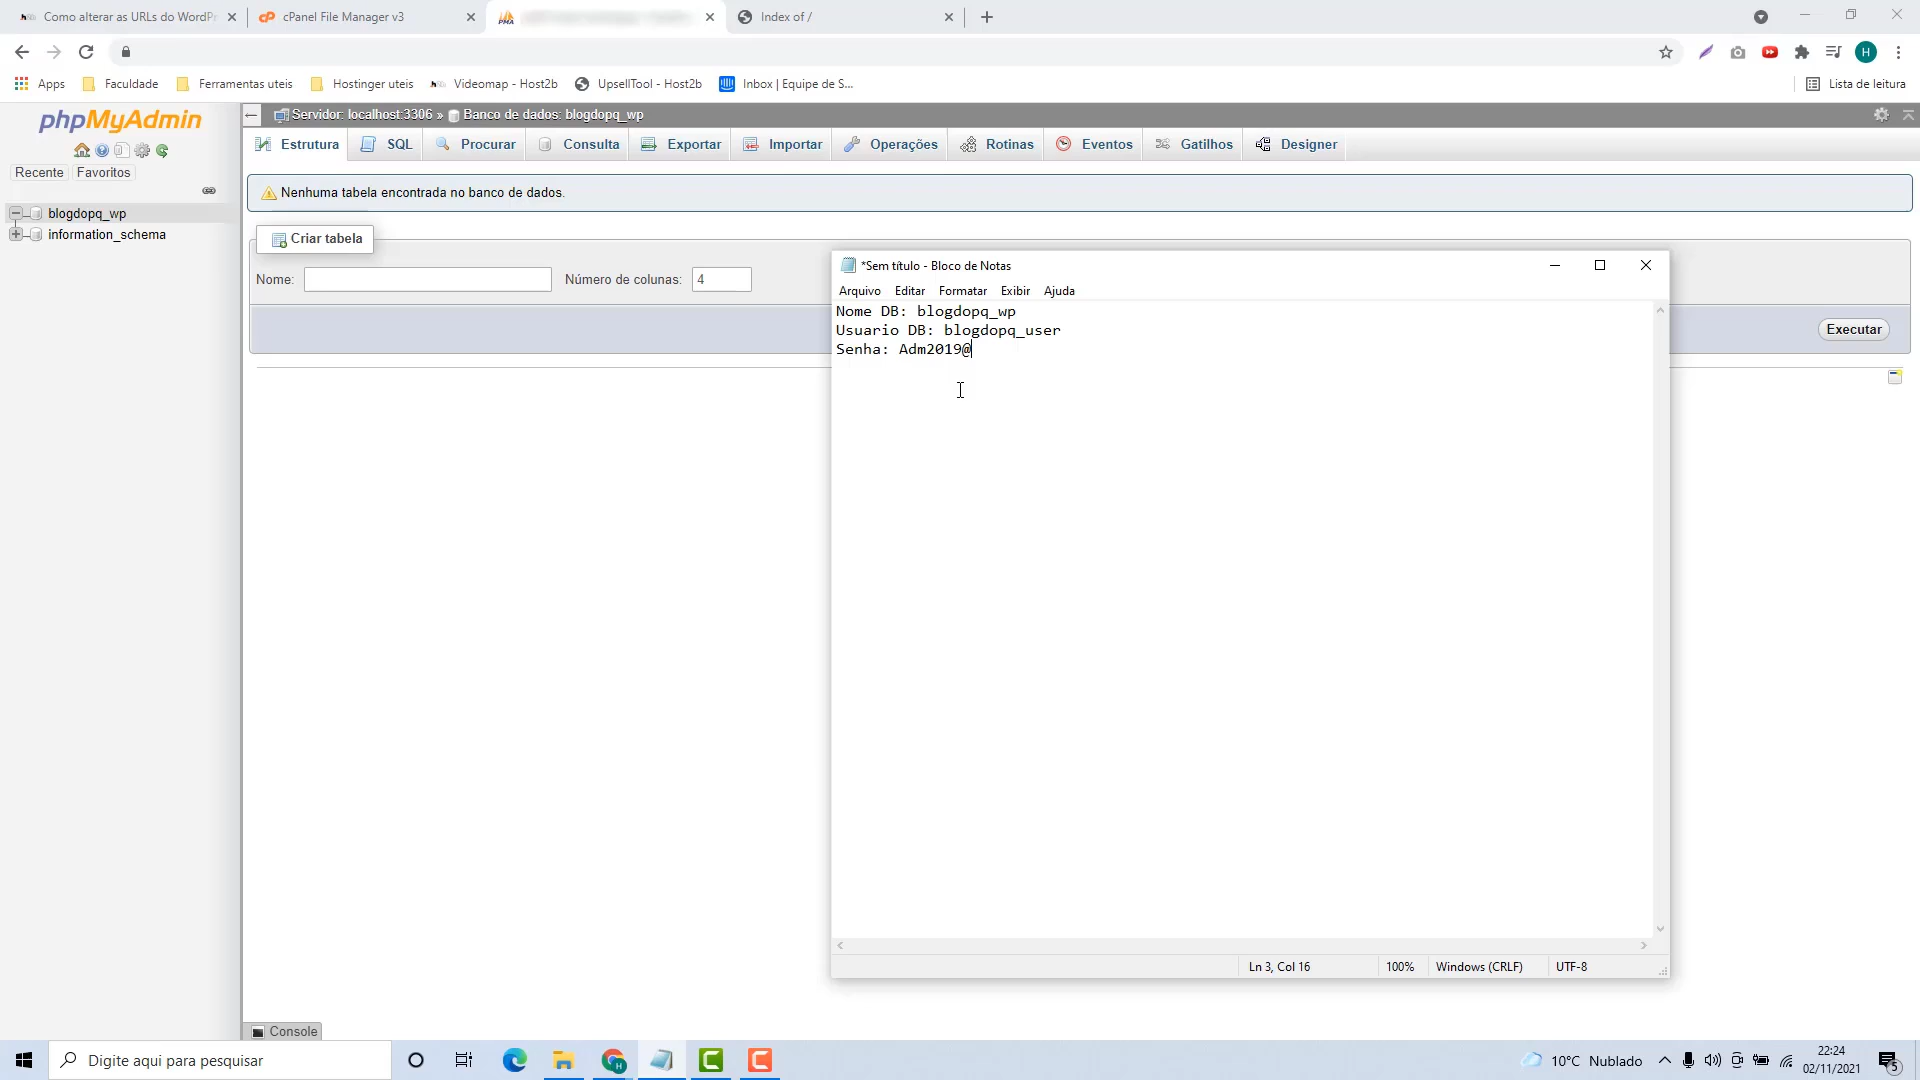 Como alterar as URLs do WordPr
cPanel File Manager v3
Index of /
Apps
Faculdade
Ferramentas uteis
Hostinger uteis
Videomap - Host2b
UpsellTool - Host2b
Inbox | Equipe de S...
Lista de leitura
phpMyAdmin
Recente
Favoritos
blogdopq_wp
information_schema
Servidor: localhost:3306 » Banco de dados: blogdopq_wp
Estrutura
SQL
Procurar
Consulta
Exportar
Importar
Operações
Rotinas
Eventos
Gatilhos
Designer
Nenhuma tabela encontrada no banco de dados.
Criar tabela
Nome:
Número de colunas: 4
Executar
*Sem título - Bloco de Notas
Arquivo Editar Formatar Exibir Ajuda
Nome DB: blogdopq_wp
Usuario DB: blogdopq_user
Senha: Adm2019@
Ln 3, Col 16
100%
Windows (CRLF)
UTF-8
Console
Digite aqui para pesquisar
10°C Nublado
22:24
02/11/2021
5